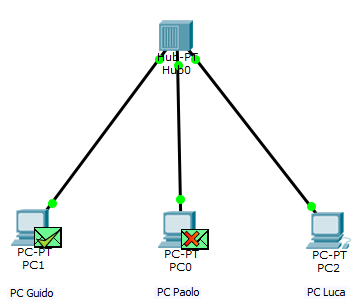 Hub-PT
Hub0
PC-PT
PC1
PC-PT
PC0
PC-PT
PC2
PC Guido
PC Paolo
PC Luca